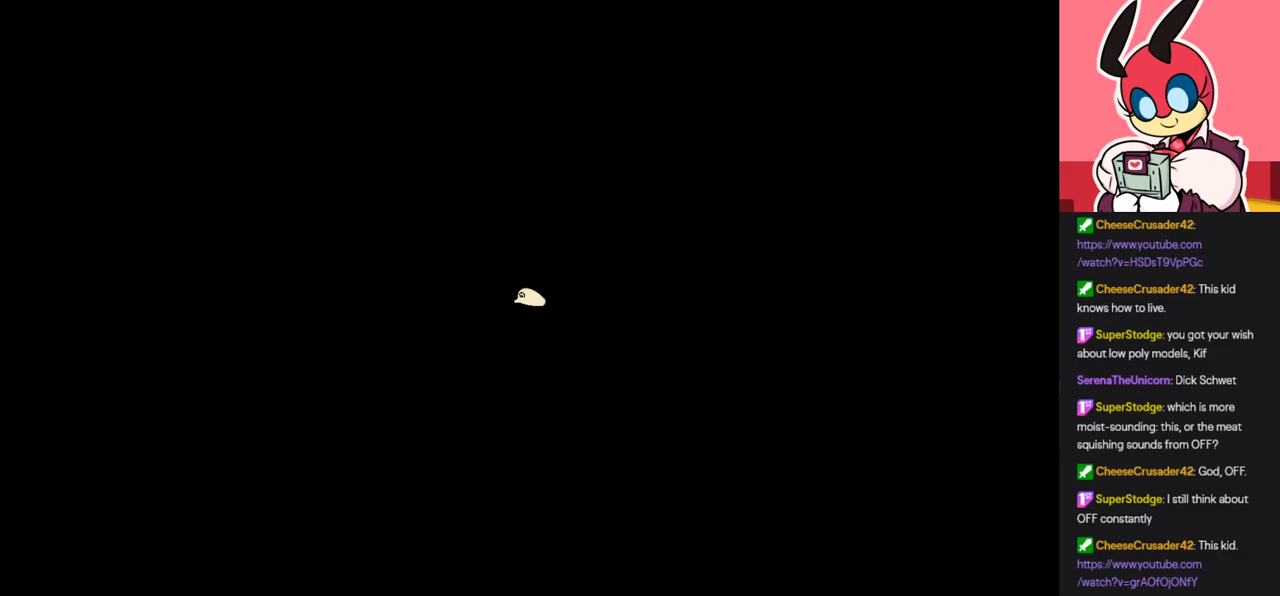 CheeseCrusader42:
https://www.youtube.com
/watch?v=HSDsT9VpPGc
CheeseCrusader42: This kid
knows how to live.
SuperStodge: you got your wish
about low poly models, Kif
SerenaTheUnicorn: Dick Schwet
SuperStodge: which is more
moist-sounding: this, or the meat
squishing sounds from OFF?
CheeseCrusader42: God, OFF.
SuperStodge: I still think about
OFF constantly
CheeseCrusader42: This kid.
https://www.youtube.com
/watch?v=grAOfOjONfY